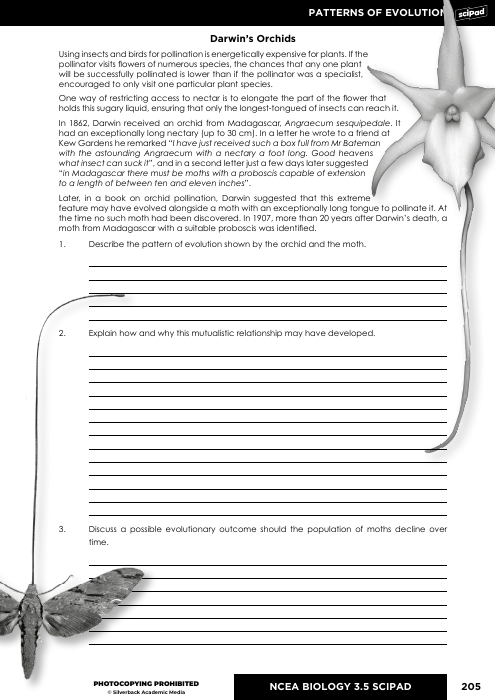 PATTERNS OF EVOLUTION
scipad
Darwin's Orchids
Using insects and birds for pollination is energetically expensive for plants. If the
pollinator visits flowers of numerous species, the chances that any one plant
will be successfully pollinated is lower than if the pollinator was a specialist,
encouraged to only visit one particular plant species.
One way of restricting access to nectar is to elongate the part of the flower that
holds this sugary liquid, ensuring that only the longest-tongued of insects can reach it.
In 1862, Darwin received an orchid from Madagascar, Angraecum sesquipedale. It
had an exceptionally long nectary (up to 30 cm). In a letter he wrote to a friend at
Kew Gardens he remarked "I have just received such a box full from Mr Bateman
with the astounding Angraecum with a nectary a foot long. Good heavens
what insect can suck it", and in a second letter just a few days later suggested
"in Madagascar there must be moths with a proboscis capable of extension
to a length of between ten and eleven inches".
Later, in a book on orchid pollination, Darwin suggested that this extreme
feature may have evolved alongside a moth with an exceptionally long tongue to pollinate it. At
the time no such moth had been discovered. In 1907, more than 20 years after Darwin's death, a
moth from Madagascar with a suitable proboscis was identified.
1. Describe the pattern of evolution shown by the orchid and the moth.
2. Explain how and why this mutualistic relationship may have developed.
3. Discuss a possible evolutionary outcome should the population of moths decline over
time.
PHOTOCOPYING PROHIBITED
© Silverback Academic Media
NCEA BIOLOGY 3.5 SCIPAD
205